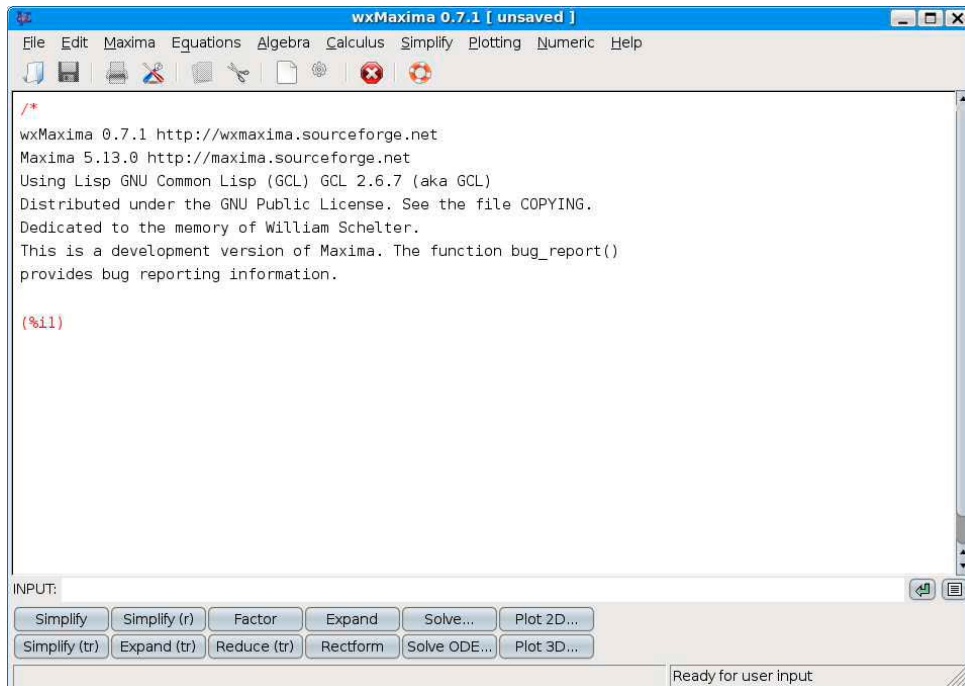 wxMaxima 0.7.1 [ unsaved ]
File Edit Maxima Equations Algebra Calculus Simplify Plotting Numeric Help
/*
wxMaxima 0.7.1 http://wxmaxima.sourceforge.net
Maxima 5.13.0 http://maxima.sourceforge.net
Using Lisp GNU Common Lisp (GCL) GCL 2.6.7 (aka GCL)
Distributed under the GNU Public License. See the file COPYING.
Dedicated to the memory of William Schelter.
This is a development version of Maxima. The function bug_report()
provides bug reporting information.
(%i1)
INPUT:
Simplify Simplify (r) Factor Expand Solve... Plot 2D...
Simplify (tr) Expand (tr) Reduce (tr) Rectform Solve ODE... Plot 3D...
Ready for user input